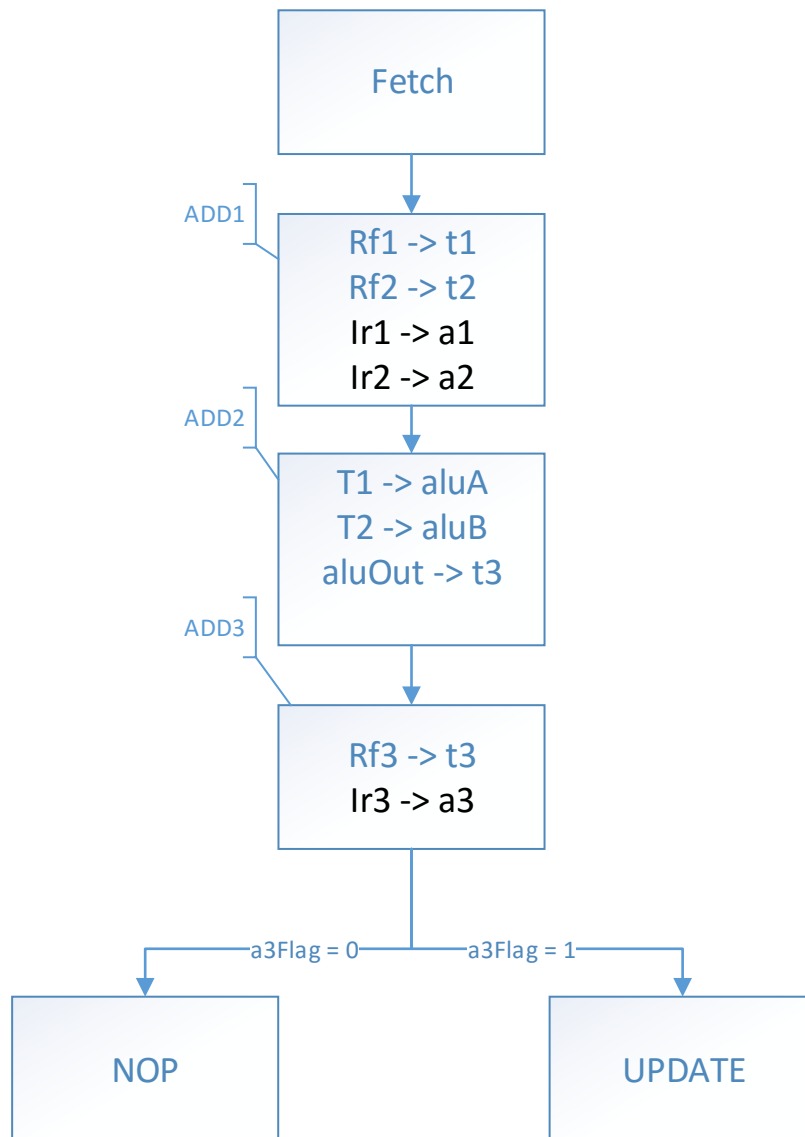 Fetch
ADD1
Rf1 -> t1
Rf2 -> t2
Ir1 -> a1
Ir2 -> a2
ADD2
T1 -> aluA
T2 -> aluB
aluOut -> t3
ADD3
Rf3 -> t3
Ir3 -> a3
a3Flag = 0
a3Flag = 1
NOP
UPDATE